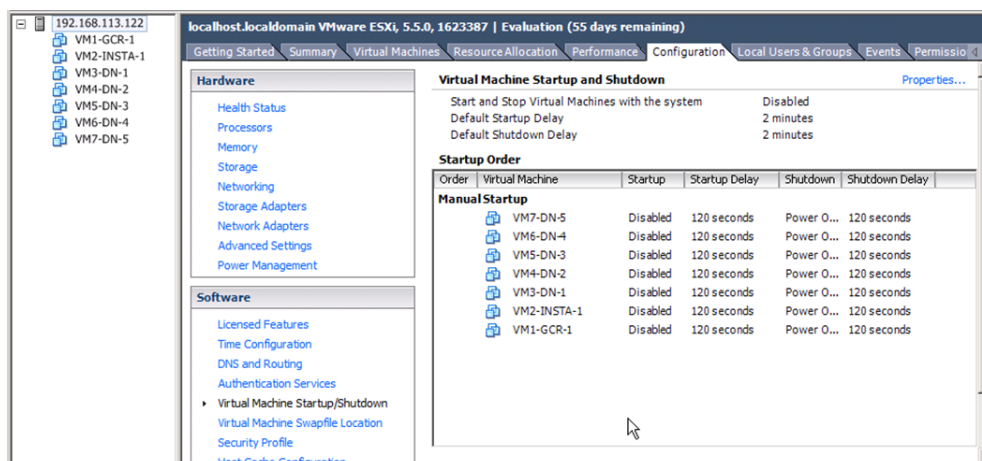 192.168.113.122
VM1-GCR-1
VM2-INSTA-1
VM3-DN-1
VM4-DN-2
VM5-DN-3
VM6-DN-4
VM7-DN-5
localhost.localdomain VMware ESXi, 5.5.0, 1623387 | Evaluation (55 days remaining)
Getting Started Summary Virtual Machines Resource Allocation Performance Configuration Local Users & Groups Events Permissio
Hardware
Health Status
Processors
Memory
Storage
Networking
Storage Adapters
Network Adapters
Advanced Settings
Power Management
Software
Licensed Features
Time Configuration
DNS and Routing
Authentication Services
Virtual Machine Startup/Shutdown
Virtual Machine Swapfile Location
Security Profile
Host Cache Configuration
Virtual Machine Startup and Shutdown Properties...
Start and Stop Virtual Machines with the system Disabled
Default Startup Delay 2 minutes
Default Shutdown Delay 2 minutes
Startup Order
Order Virtual Machine Startup Startup Delay Shutdown Shutdown Delay
Manual Startup
VM7-DN-5 Disabled 120 seconds Power O... 120 seconds
VM6-DN-4 Disabled 120 seconds Power O... 120 seconds
VM5-DN-3 Disabled 120 seconds Power O... 120 seconds
VM4-DN-2 Disabled 120 seconds Power O... 120 seconds
VM3-DN-1 Disabled 120 seconds Power O... 120 seconds
VM2-INSTA-1 Disabled 120 seconds Power O... 120 seconds
VM1-GCR-1 Disabled 120 seconds Power O... 120 seconds